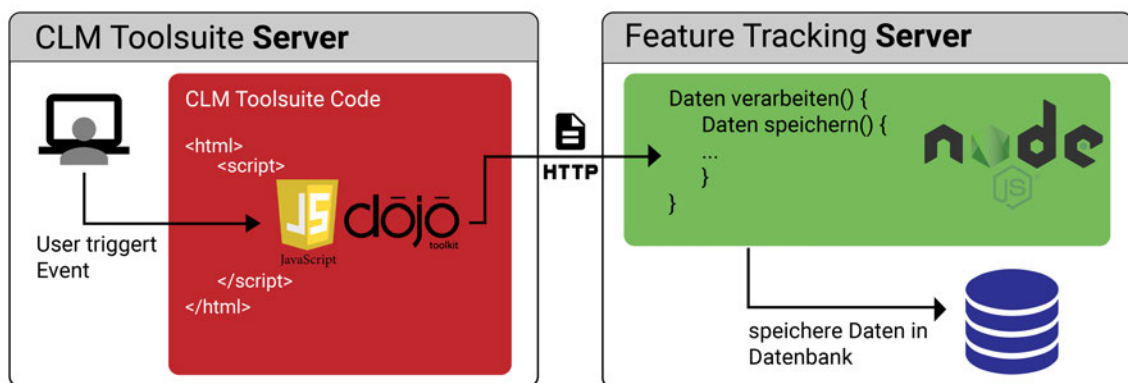 CLM Toolsuite Server
CLM Toolsuite Code
<html>
<script>
JS
JavaScript
dōjō
toolkit
</script>
</html>
User triggert
Event
HTTP
Feature Tracking Server
Daten verarbeiten() {
Daten speichern() {
...
}
}
node
JS
speichere Daten in
Datenbank